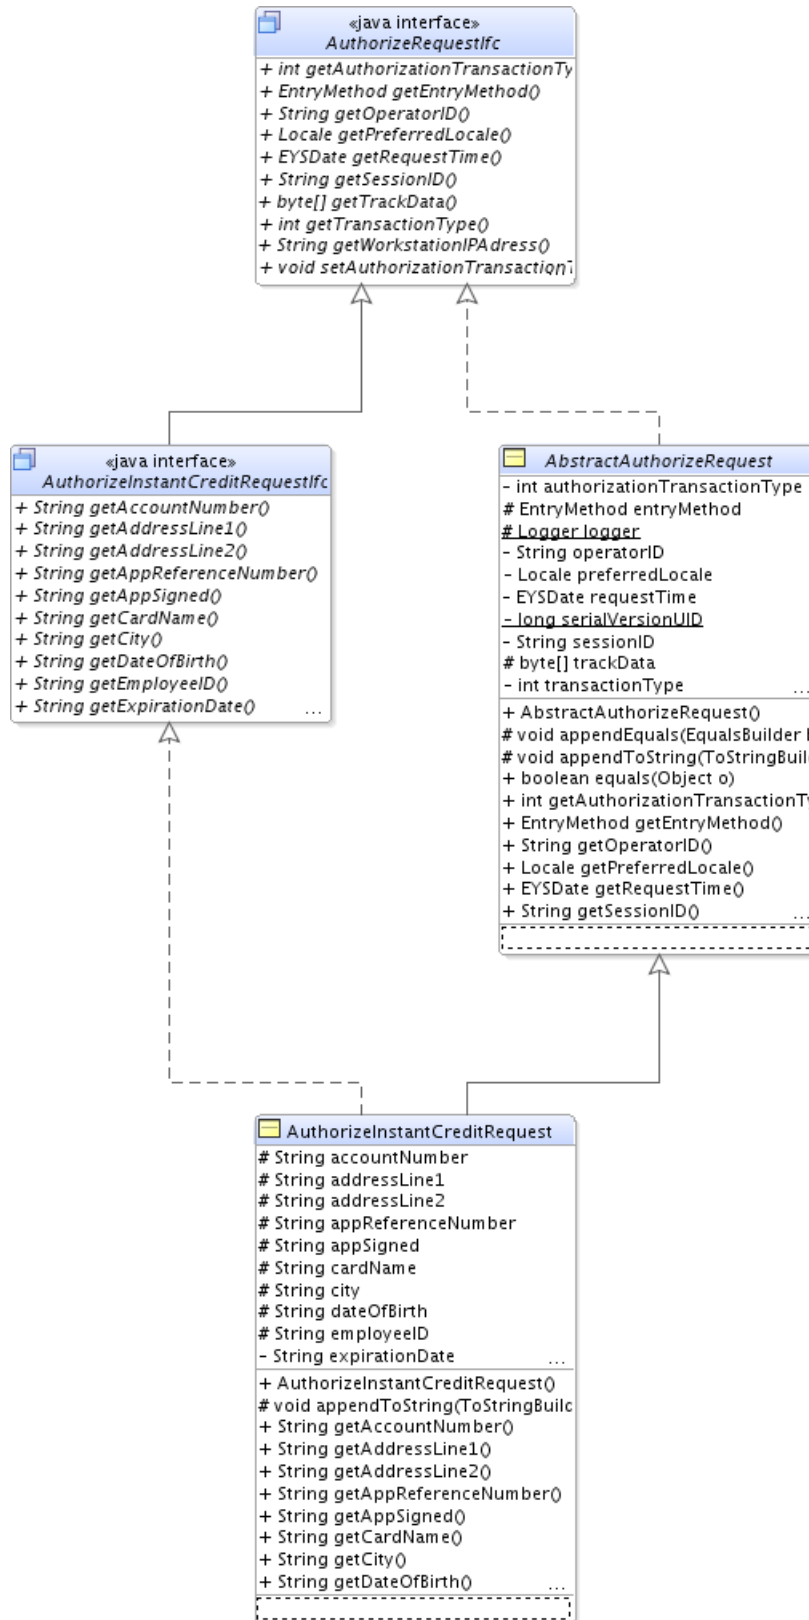 «java interface»
AuthorizeRequestIfc
+ int getAuthorizationTransactionTy
+ EntryMethod getEntryMethod()
+ String getOperatorID()
+ Locale getPreferredLocale()
+ EYSDate getRequestTime()
+ String getSessionID()
+ byte[] getTrackData()
+ int getTransactionType()
+ String getWorkstationIPAdress()
+ void setAuthorizationTransactionT
«java interface»
AuthorizeInstantCreditRequestIfc
+ String getAccountNumber()
+ String getAddressLine1()
+ String getAddressLine2()
+ String getAppReferenceNumber()
+ String getAppSigned()
+ String getCardName()
+ String getCity()
+ String getDateOfBirth()
+ String getEmployeeID()
+ String getExpirationDate() ...
AbstractAuthorizeRequest
- int authorizationTransactionType
# EntryMethod entryMethod
# Logger logger
- String operatorID
- Locale preferredLocale
- EYSDate requestTime
- long serialVersionUID
- String sessionID
# byte[] trackData
- int transactionType ...
+ AbstractAuthorizeRequest()
# void appendEquals(EqualsBuilder
# void appendToString(ToStringBuil
+ boolean equals(Object o)
+ int getAuthorizationTransactionTy
+ EntryMethod getEntryMethod()
+ String getOperatorID()
+ Locale getPreferredLocale()
+ EYSDate getRequestTime()
+ String getSessionID() ...
AuthorizeInstantCreditRequest
# String accountNumber
# String addressLine1
# String addressLine2
# String appReferenceNumber
# String appSigned
# String cardName
# String city
# String dateOfBirth
# String employeeID
- String expirationDate ...
+ AuthorizeInstantCreditRequest()
# void appendToString(ToStringBuild
+ String getAccountNumber()
+ String getAddressLine1()
+ String getAddressLine2()
+ String getAppReferenceNumber()
+ String getAppSigned()
+ String getCardName()
+ String getCity()
+ String getDateOfBirth() ...